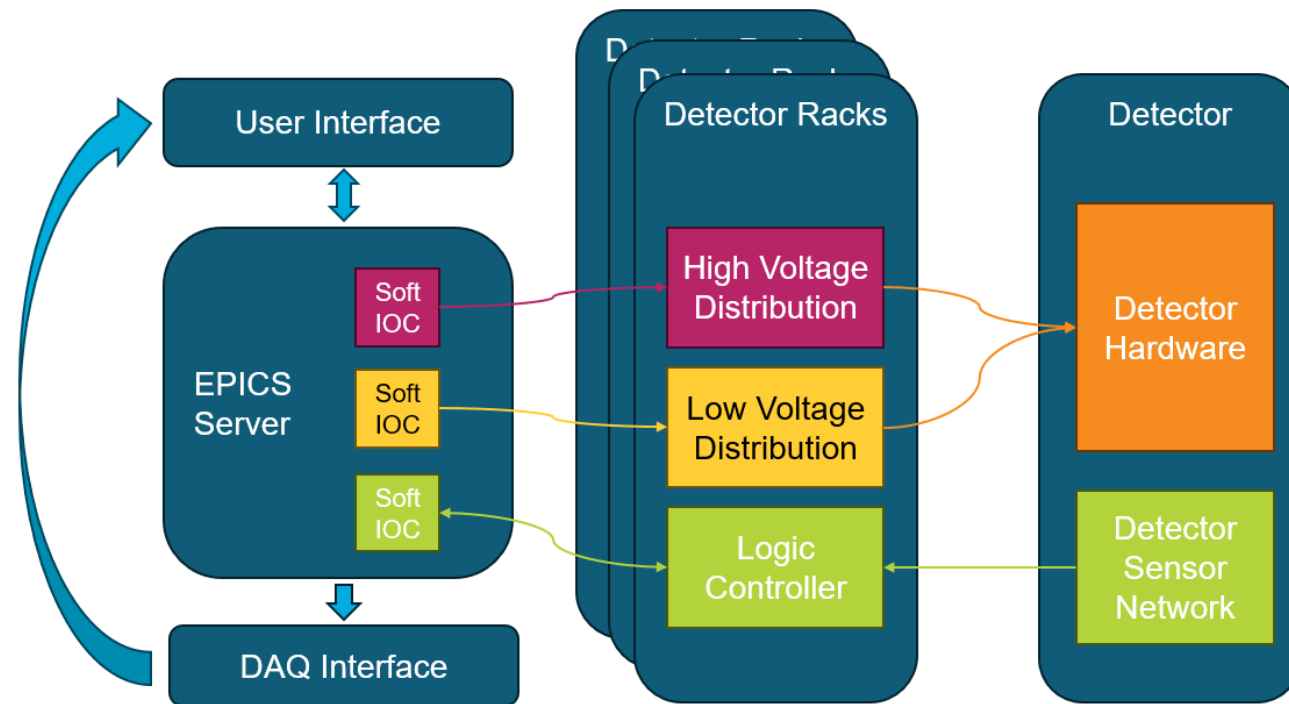 User Interface
EPICS
Server
Soft
IOC
Soft
IOC
Soft
IOC
DAQ Interface
Detector Racks
High Voltage
Distribution
Low Voltage
Distribution
Logic
Controller
Detector
Detector
Hardware
Detector
Sensor
Network